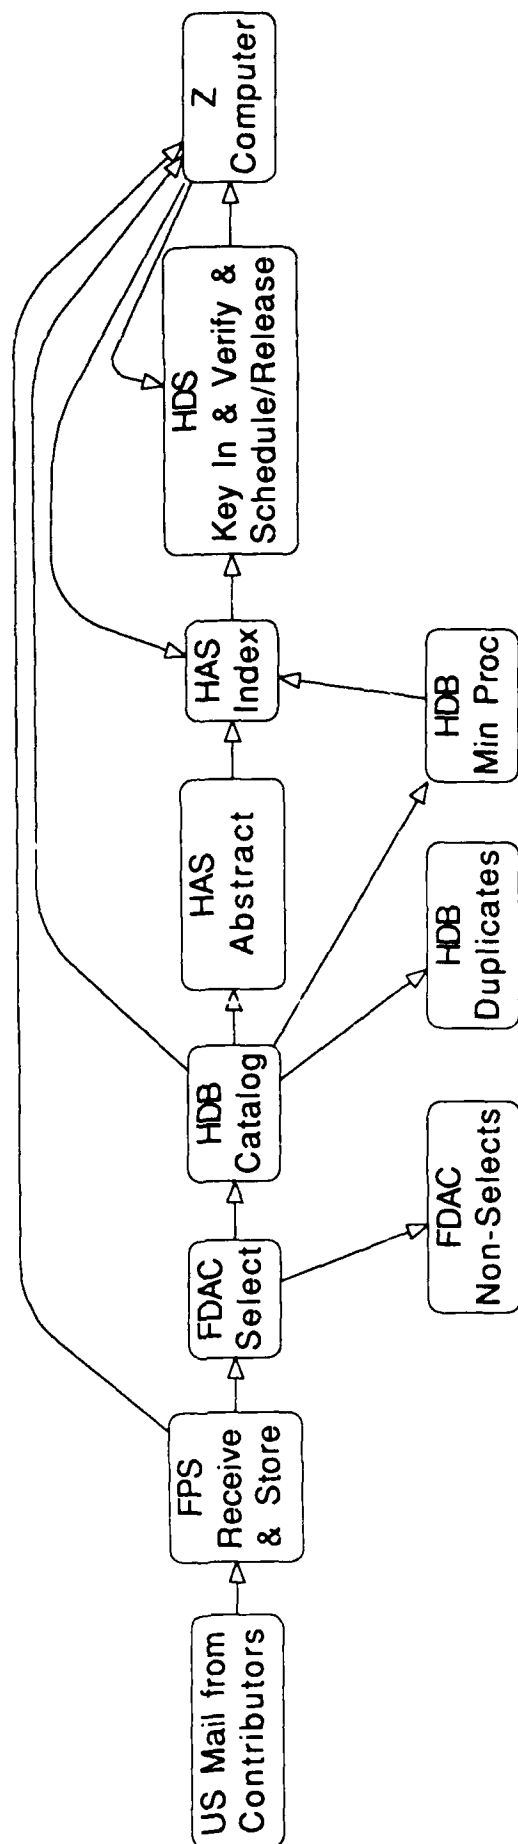 US Mail from
Contributors
FPS
Receive
& Store
FDAC
Select
HDB
Catalog
HAS
Abstract
HAS
Index
HDS
Key In & Verify &
Schedule/Release
Z
Computer
FDAC
Non-Selects
HDB
Duplicates
HDB
Min Proc